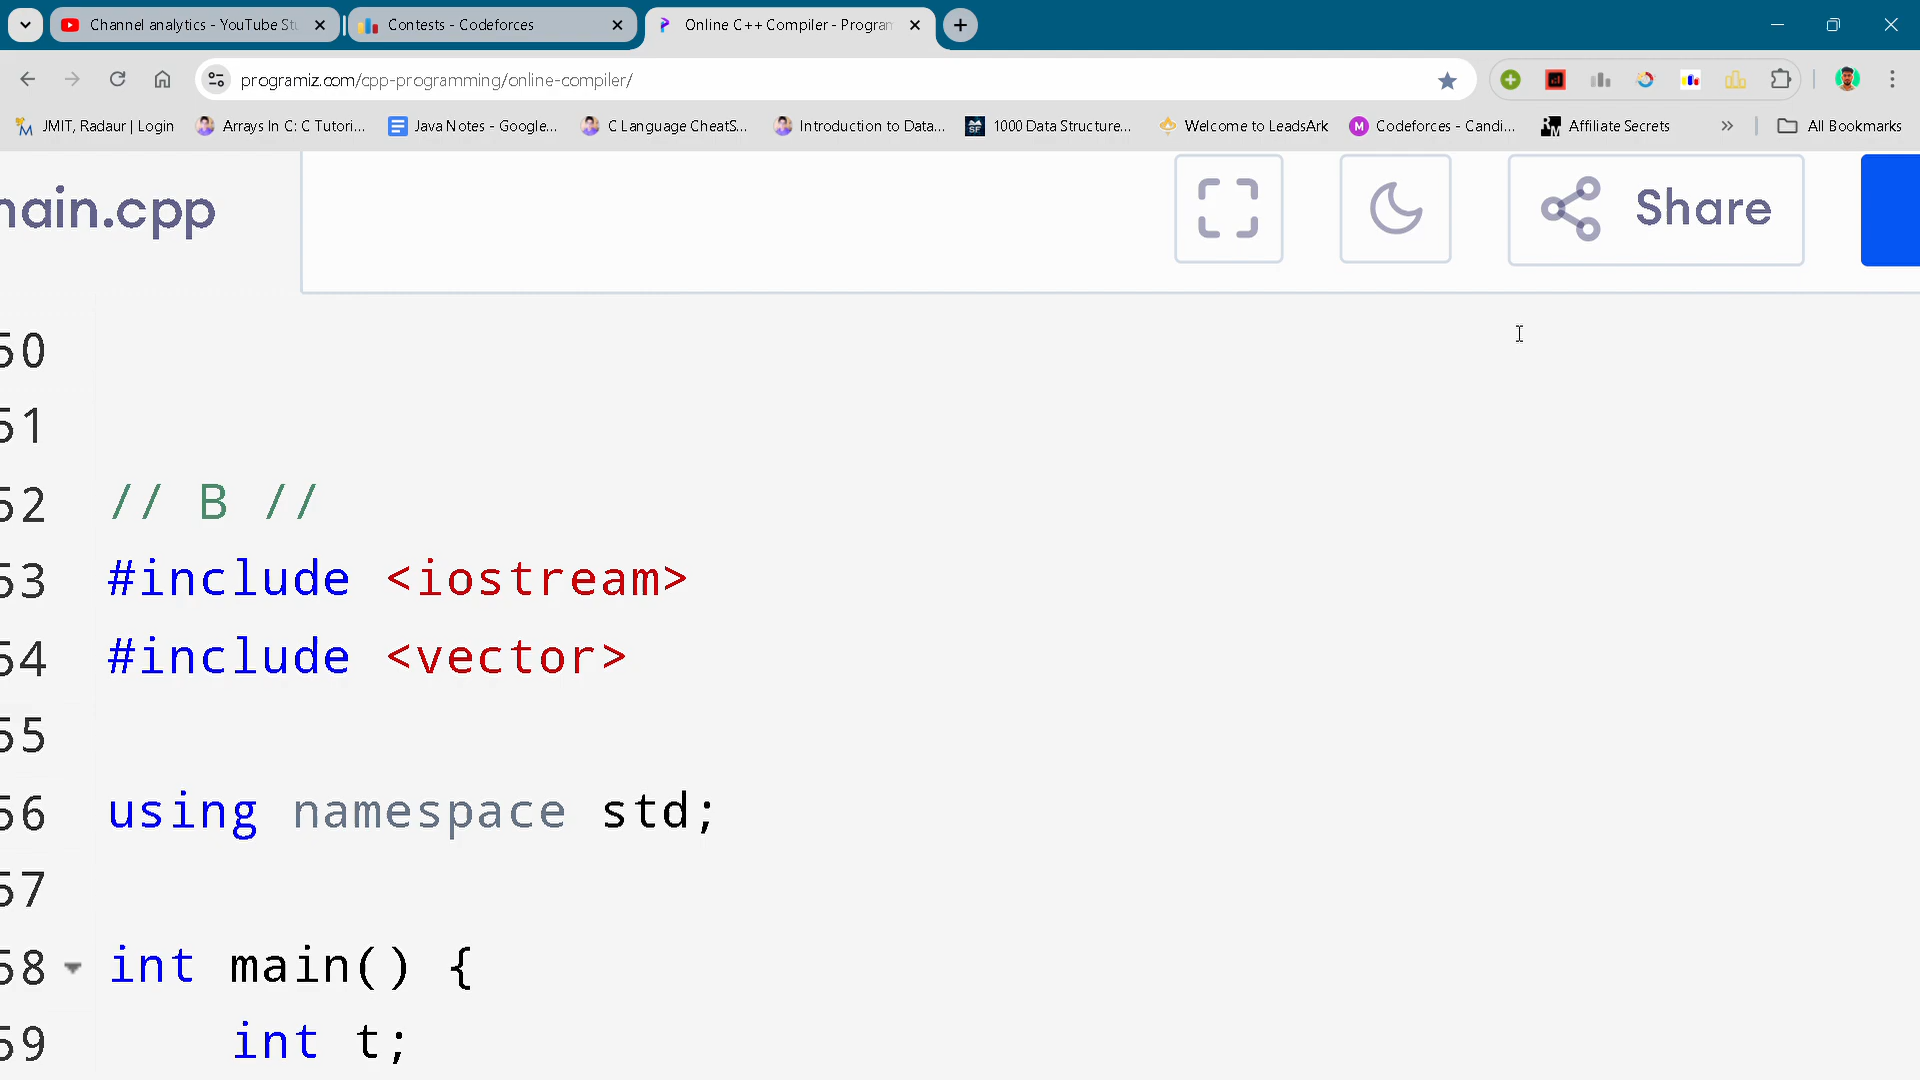 Channel analytics - YouTube Stu
Contests - Codeforces
Online C++ Compiler - Program
programiz.com/cpp-programming/online-compiler/
JMIT, Radaur | Login
Arrays In C: C Tutori...
Java Notes - Google...
C Language CheatS...
Introduction to Data...
1000 Data Structure...
Welcome to LeadsArk
Codeforces - Candi...
Affiliate Secrets
All Bookmarks
main.cpp
Share
50
51
52 // B //
53 #include <iostream>
54 #include <vector>
55
56 using namespace std;
57
58 int main() {
59 int t;